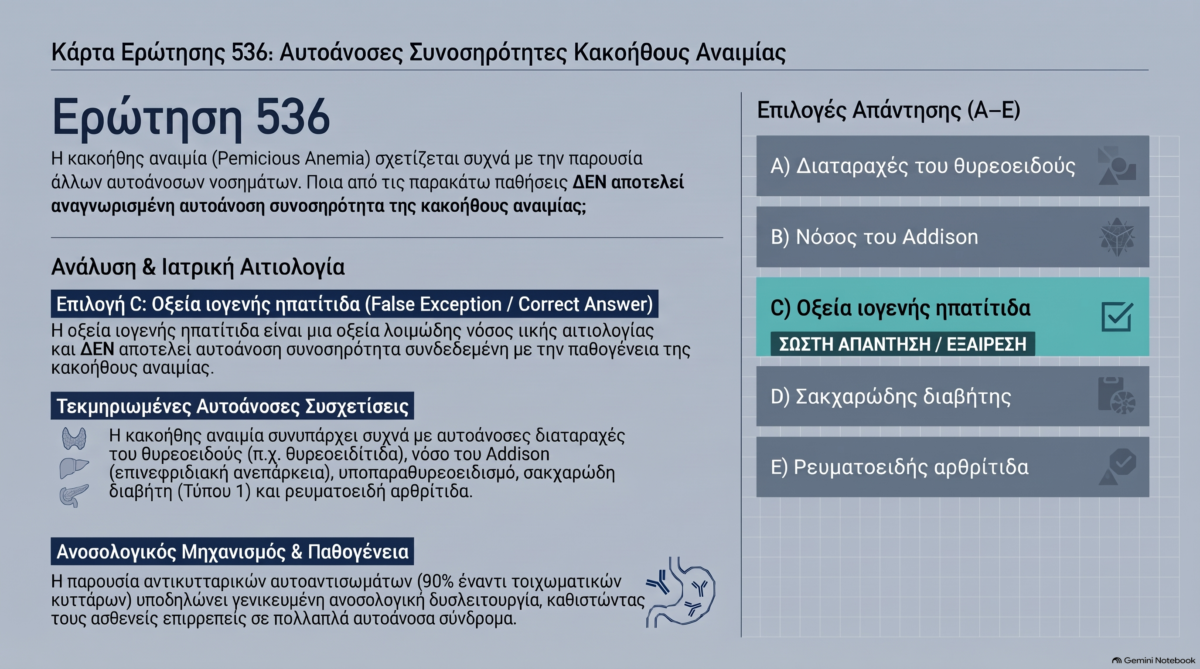 Κάρτα Ερώτησης 536: Αυτοάνοσες Συνοσηρότητες Κακοήθους Αναιμίας
Ερώτηση 536
Η κακοήθης αναιμία (Pemicious Anemia) σχετίζεται συχνά με την παρουσία
άλλων αυτοάνοσων νοσημάτων. Ποια από τις παρακάτω παθήσεις ΔΕΝ αποτελεί
αναγνωρισμένη αυτοάνοση συνοσηρότητα της κακοήθους αναιμίας;
Ανάλυση & Ιατρική Αιτιολογία
Επιλογή C: Οξεία ιογενής ηπατίτιδα (False Exception / Correct Answer)
Η οξεία ιογενής ηπατίτιδα είναι μια οξεία λοιμώδης νόσος ιικής αιτιολογίας
και ΔΕΝ αποτελεί αυτοάνοση συνοσηρότητα συνδεδεμένη με την παθογένεια της
κακοήθους αναιμίας.
Τεκμηριωμένες Αυτοάνοσες Συσχετίσεις
Η κακοήθης αναιμία συνυπάρχει συχνά με αυτοάνοσες διαταραχές
του θυρεοειδούς (π.χ. θυρεοειδίτιδα), νόσο του Addison
(επινεφριδιακή ανεπάρκεια), υποπαραθυρεοειδισμό, σακχαρώδη
διαβήτη (Τύπου 1) και ρευματοειδή αρθρίτιδα.
Ανοσολογικός Μηχανισμός & Παθογένεια
Η παρουσία αντικυτταρικών αυτοαντισωμάτων (90% έναντι τοιχωματικών
κυττάρων) υποδηλώνει γενικευμένη ανοσολογική δυσλειτουργία, καθιστώντας
τους ασθενείς επιρρεπείς σε πολλαπλά αυτοάνοσα σύνδρομα.
Επιλογές Απάντησης (A–E)
A) Διαταραχές του θυρεοειδούς
B) Νόσος του Addison
C) Οξεία ιογενής ηπατίτιδα
ΣΩΣΤΗ ΑΠΑΝΤΗΣΗ / ΕΞΑΙΡΕΣΗ
D) Σακχαρώδης διαβήτης
E) Ρευματοειδής αρθρίτιδα
Gemini Notebook